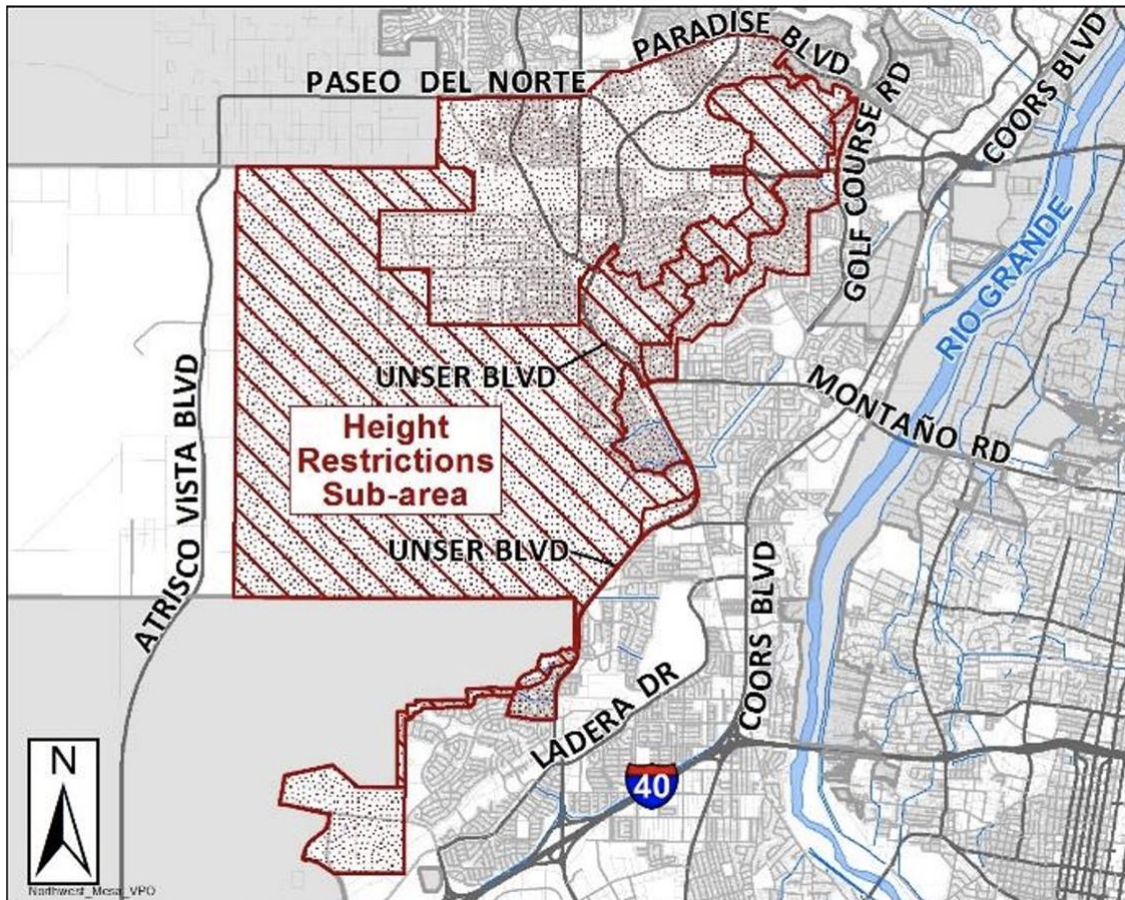 PARADISE BLVD
PASEO DEL NORTE
COORS BLVD
GOLF COURSE RD
RIO GRANDE
UNSER BLVD
MONTAÑO RD
ATRISCO VISTA BLVD
Height
Restrictions
Sub-area
UNSER BLVD
COORS BLVD
LADERA DR
40
N
Northwest_Mesa_VPO